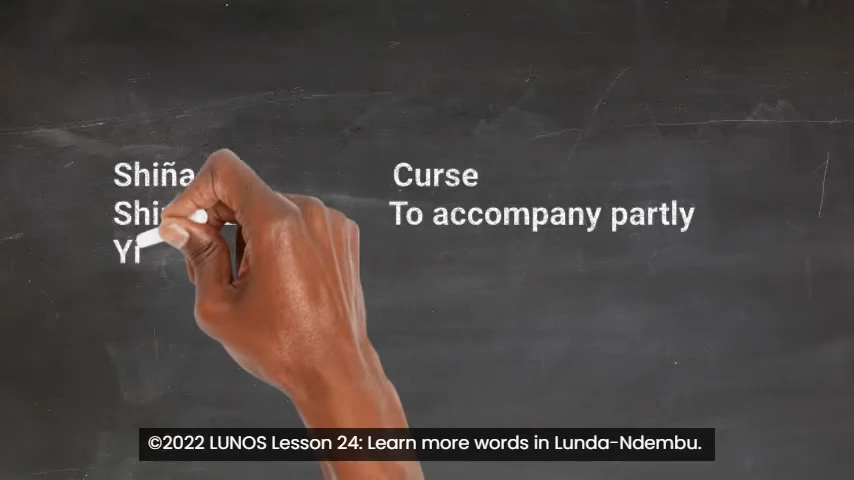 Shiña Curse
To accompany partly
©2022 LUNOS Lesson 24: Learn more words in Lunda-Ndembu.